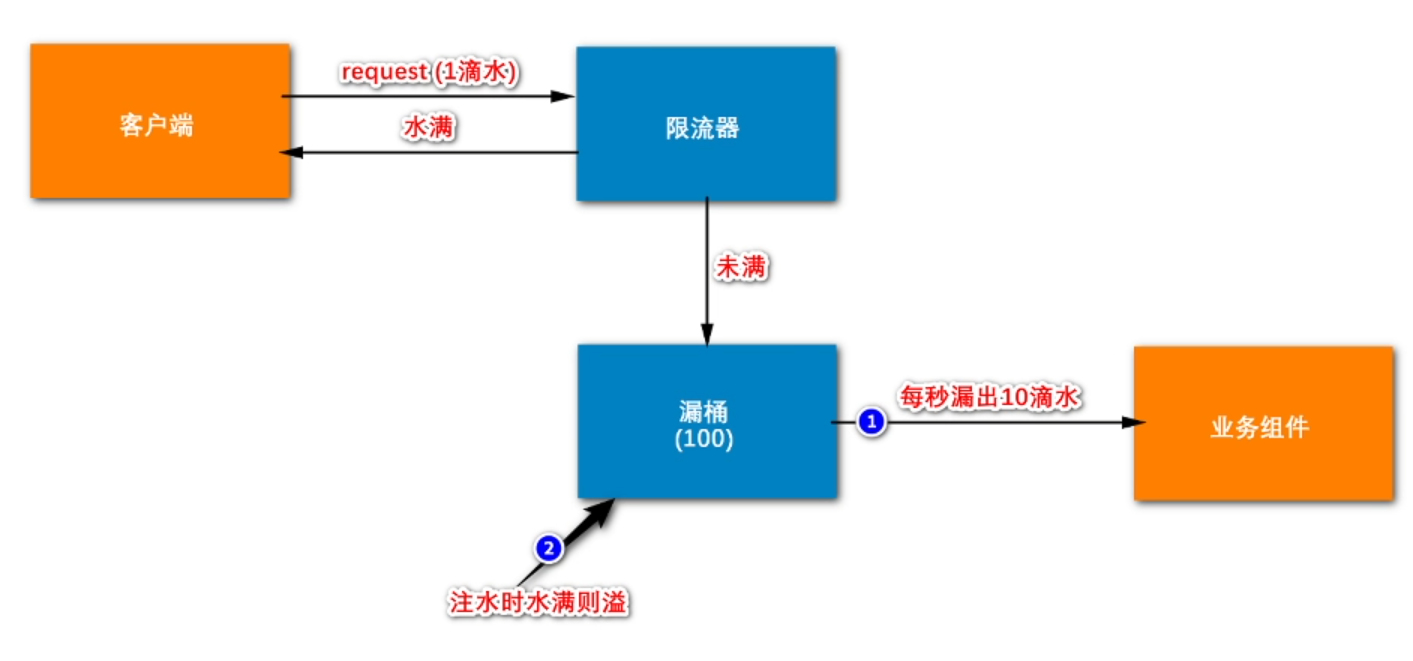 request (1滴水)
客户端
水满
限流器
未满
漏桶
(100)
1
每秒漏出10滴水
业务组件
2
注水时水满则溢